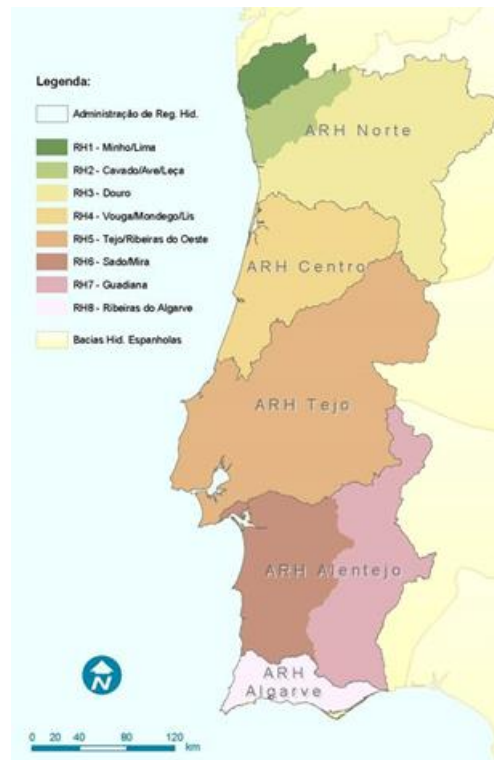 Legenda:
Administração de Reg. Hid.
RH1 - Minho/Lima
RH2 - Cavado/Ave/Leça
RH3 - Douro
RH4 - Vouga/Mondego/Lis
RH5 - Tejo/Ribeiras do Oeste
RH6 - Sado/Mira
RH7 - Guadiana
RH8 - Ribeiras do Algarve
Bacias Hid. Espanholas
ARH Norte
ARH Centro
ARH Tejo
ARH Alentejo
ARH
Algarve
N
0 20 40 80 120
km